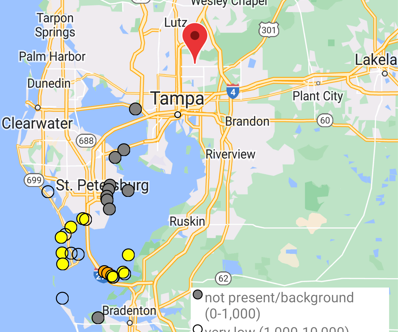 Wesley Chapel
Lutz
Tarpon
Springs
301
Palm Harbor
Lakela
Dunedin
4
Plant City
Tampa
Clearwater
Brandon
60
688
Riverview
699
St. Petersburg
Ruskin
62
not present/background
(0-1,000)
very low (1,000-10,000)
Bradenton